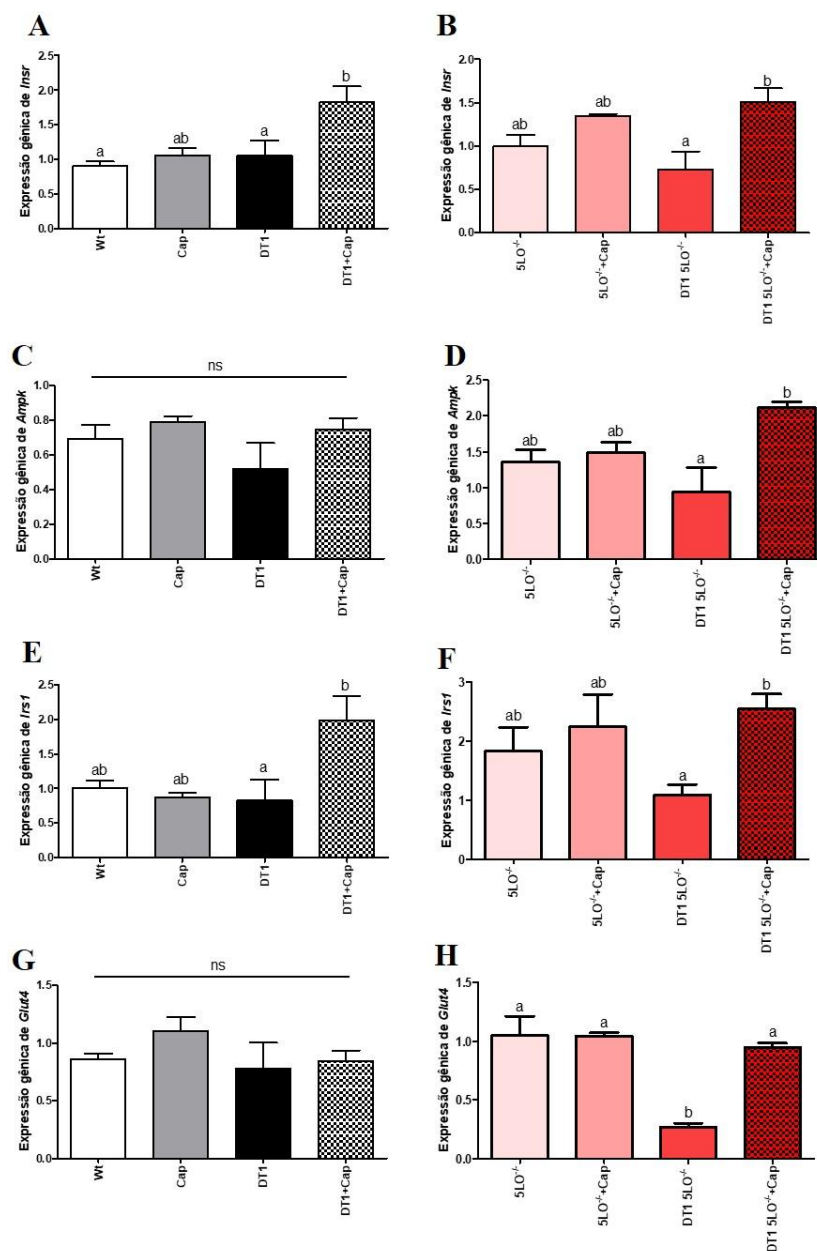 A
Expressão gênica de Insr
2.5
2.0
1.5
1.0
0.5
0.0
a
ab
a
b
Wt
Cap
DT1
DT1+Cap
B
Expressão gênica de Insr
2.0
1.5
1.0
0.5
0.0
ab
ab
a
b
5LO⁻/⁻
5LO⁻/⁻+Cap
DT1 5LO⁻/⁻
DT1 5LO⁻/⁻+Cap
C
Expressão gênica de Ampk
1.0
0.8
0.6
0.4
0.2
0.0
ns
Wt
Cap
DT1
DT1+Cap
D
Expressão gênica de Ampk
2.5
2.0
1.5
1.0
0.5
0.0
ab
ab
a
b
5LO⁻/⁻
5LO⁻/⁻+Cap
DT1 5LO⁻/⁻
DT1 5LO⁻/⁻+Cap
E
Expressão gênica de Irs1
2.5
2.0
1.5
1.0
0.5
0.0
ab
ab
a
b
Wt
Cap
DT1
DT1+Cap
F
Expressão gênica de Irs1
3
2
1
0
ab
ab
a
b
5LO⁻/⁻
5LO⁻/⁻+Cap
DT1 5LO⁻/⁻
DT1 5LO⁻/⁻+Cap
G
Expressão gênica de Glut4
1.5
1.0
0.5
0.0
ns
Wt
Cap
DT1
DT1+Cap
H
Expressão gênica de Glut4
1.5
1.0
0.5
0.0
a
a
b
a
5LO⁻/⁻
5LO⁻/⁻+Cap
DT1 5LO⁻/⁻
DT1 5LO⁻/⁻+Cap